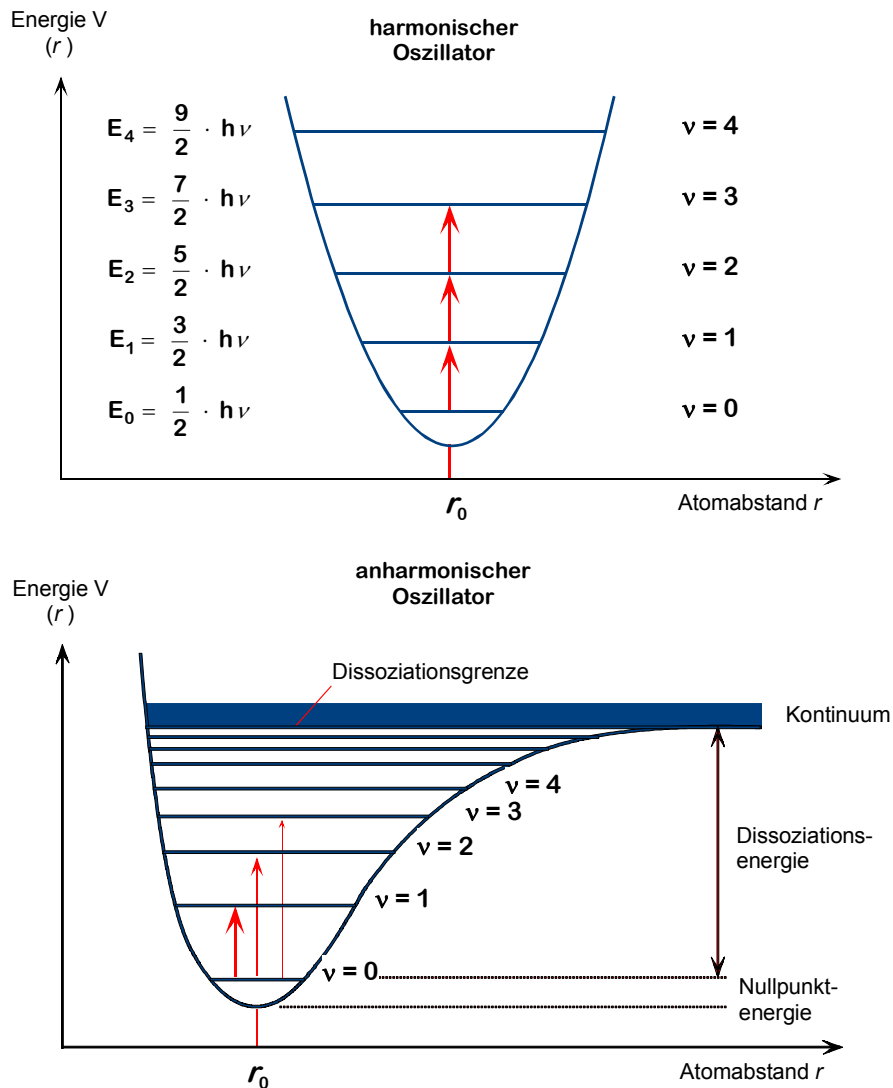 Energie V
(r )
harmonischer
Oszillator
E₄ = 9/2 · hν
ν = 4
E₃ = 7/2 · hν
ν = 3
E₂ = 5/2 · hν
ν = 2
E₁ = 3/2 · hν
ν = 1
E₀ = 1/2 · hν
ν = 0
r₀
Atomabstand r
Energie V
(r )
anharmonischer
Oszillator
Dissoziationsgrenze
Kontinuum
ν = 4
ν = 3
ν = 2
ν = 1
ν = 0
Dissoziations-
energie
Nullpunkt-
energie
r₀
Atomabstand r